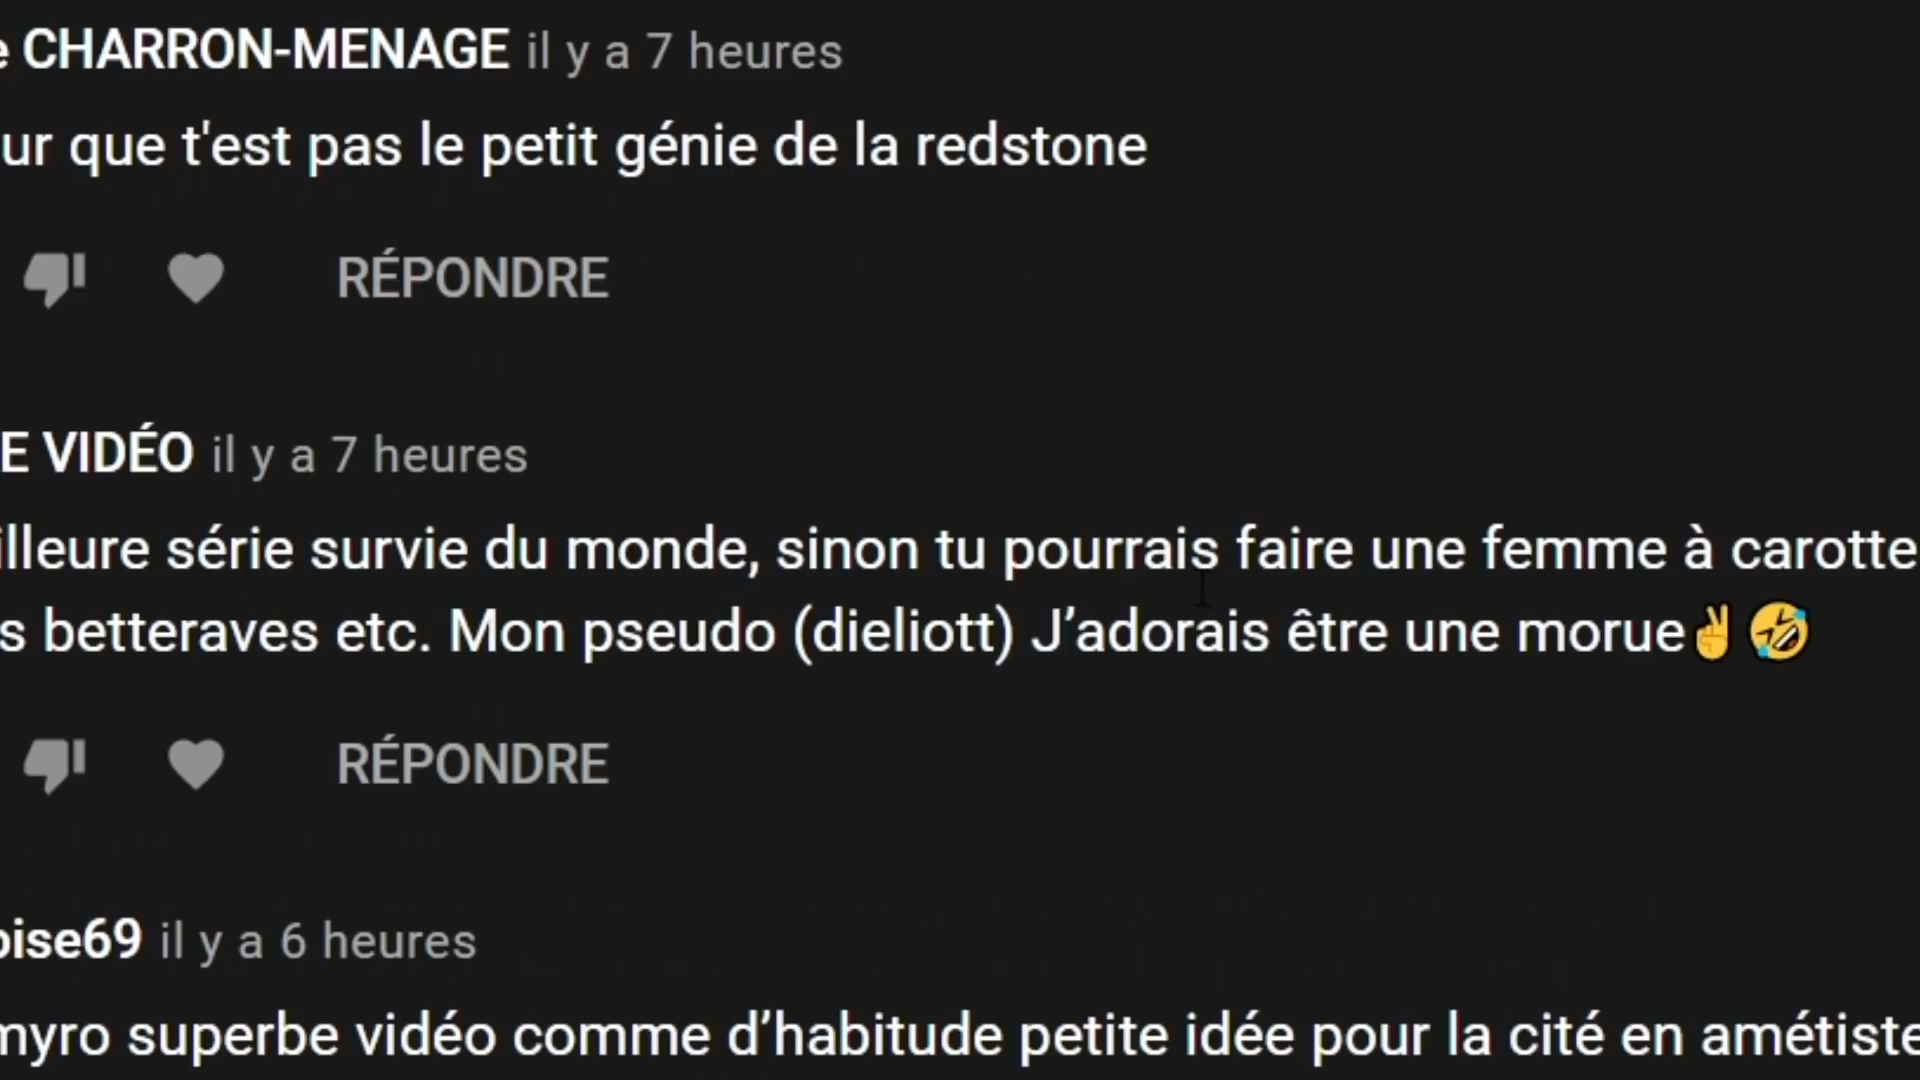 e CHARRON-MENAGE il y a 7 heures
ur que t'est pas le petit génie de la redstone
RÉPONDRE
E VIDÉO il y a 7 heures
illeure série survie du monde, sinon tu pourrais faire une femme à carotte
s betteraves etc. Mon pseudo (dieliott) J’adorais être une morue✌️🤣
RÉPONDRE
oise69 il y a 6 heures
myro superbe vidéo comme d’habitude petite idée pour la cité en amétiste